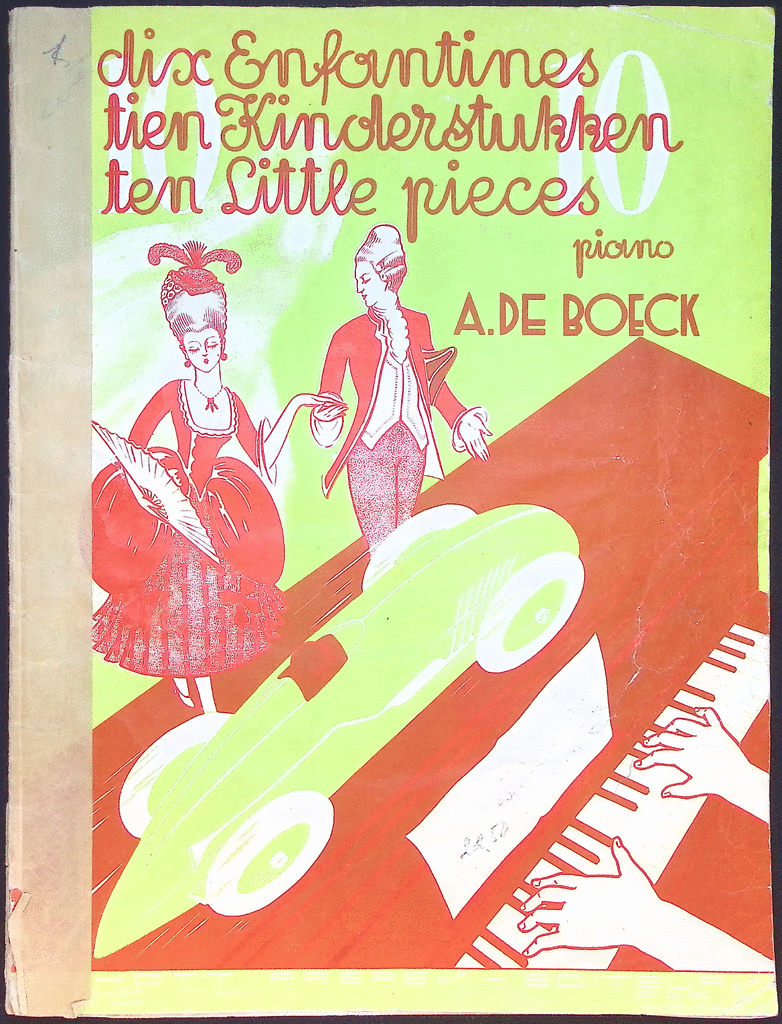 dix Enfantines
tien Kinderstukken
ten Little pieces
10 10
piano
A. DE BOECK